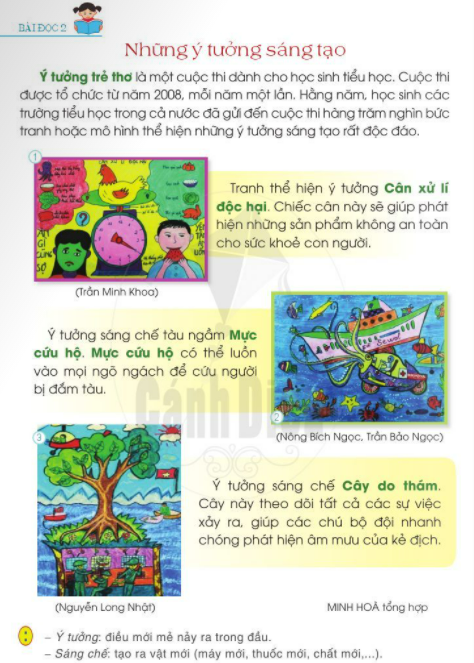 BÀI ĐỌC 2
Những ý tưởng sáng tạo
Ý tưởng trẻ thơ là một cuộc thi dành cho học sinh tiểu học. Cuộc thi
được tổ chức từ năm 2008, mỗi năm một lần. Hằng năm, học sinh các
trường tiểu học trong cả nước đã gửi đến cuộc thi hàng trăm nghìn bức
tranh hoặc mô hình thể hiện những ý tưởng sáng tạo rất độc đáo.
1
Tranh thể hiện ý tưởng Cân xử lí
độc hại. Chiếc cân này sẽ giúp phát
hiện những sản phẩm không an toàn
cho sức khoẻ con người.
(Trần Minh Khoa)
Ý tưởng sáng chế tàu ngầm Mực
cứu hộ. Mực cứu hộ có thể luồn
vào mọi ngõ ngách để cứu người
bị đắm tàu.
2
(Nông Bích Ngọc, Trần Bảo Ngọc)
3
Ý tưởng sáng chế Cây do thám.
Cây này theo dõi tất cả các sự việc
xảy ra, giúp các chú bộ đội nhanh
chóng phát hiện âm mưu của kẻ địch.
(Nguyễn Long Nhật)
MINH HOÀ tổng hợp
– Ý tưởng: điều mới mẻ nảy ra trong đầu.
– Sáng chế: tạo ra vật mới (máy mới, thuốc mới, chất mới,...).
Cánh Diều